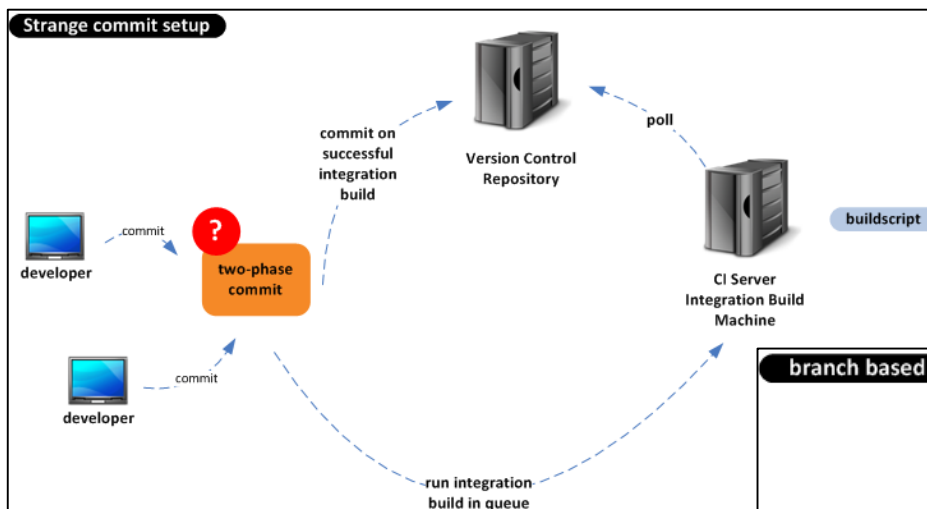 Strange commit setup
commit on
successful
integration
build
Version Control
Repository
poll
commit
developer
?
two-phase
commit
buildscript
CI Server
Integration Build
Machine
commit
developer
branch based
run integration
build in queue